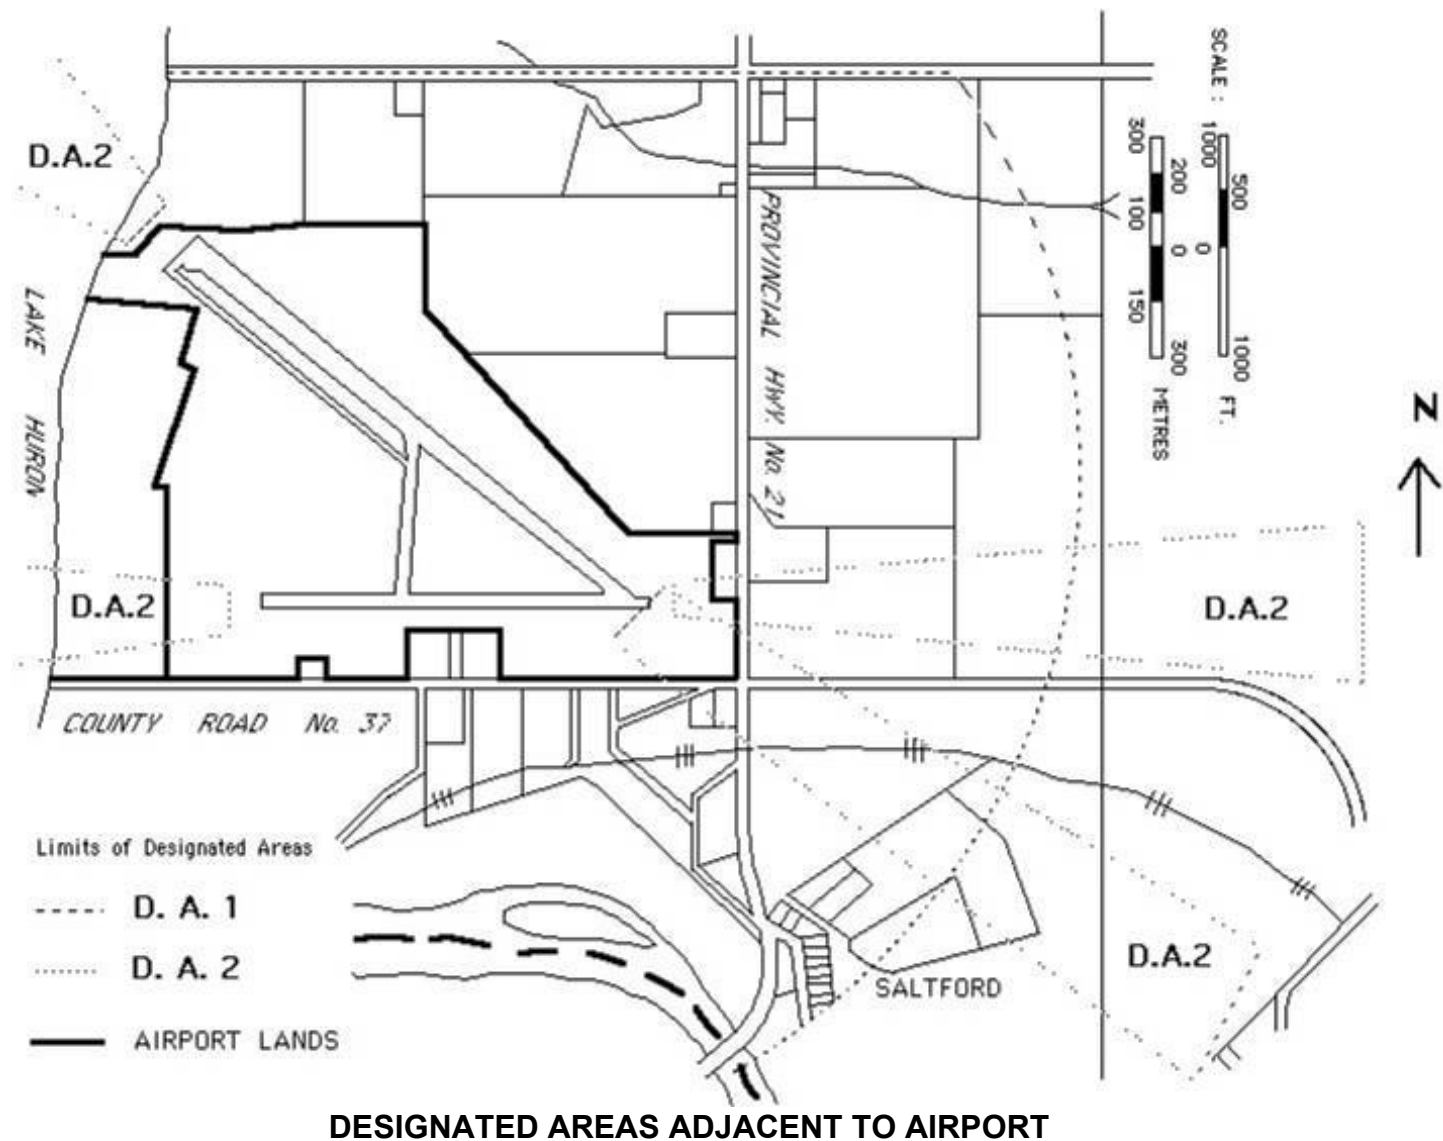 D.A.2
LAKE HURON
PROVINCIAL HWY. No. 21
SCALE :
1000 500 0 1000 FT.
300 200 100 0 150 300 METRES
N
D.A.2
D.A.2
COUNTY ROAD No. 37
Limits of Designated Areas
D. A. 1
D. A. 2
AIRPORT LANDS
D.A.2
SALTFORD
DESIGNATED AREAS ADJACENT TO AIRPORT